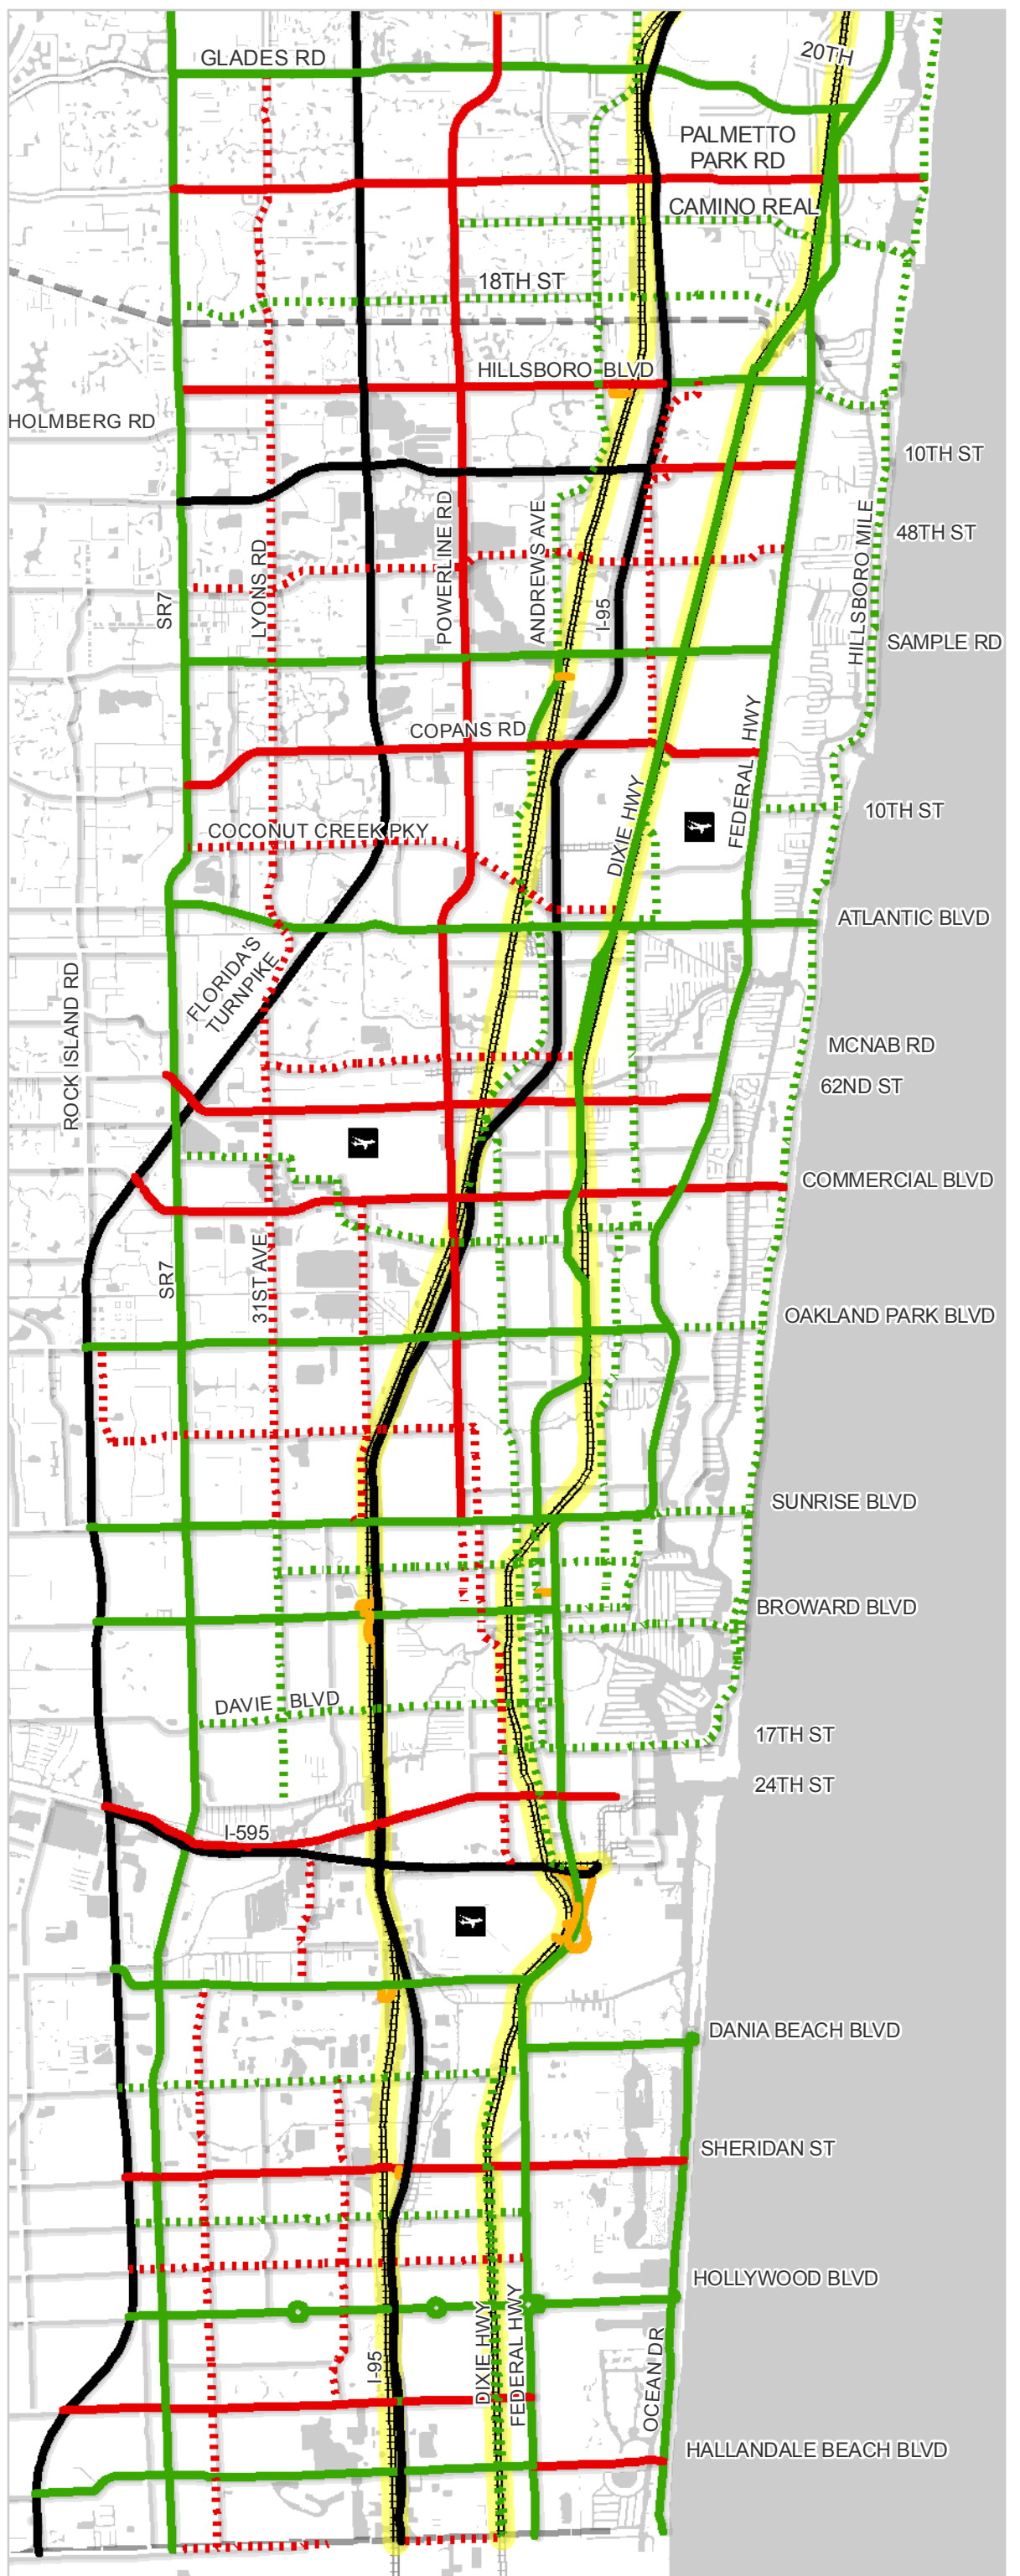 GLADES RD
20TH
PALMETTO
PARK RD
CAMINO REAL
18TH ST
HILLSBORO BLVD
HOLMBERG RD
10TH ST
POWERLINE RD
ANDREWS AVE
HILLSBORO MILE
48TH ST
LYONS RD
SR7
I-95
SAMPLE RD
COPANS RD
FEDERAL HWY
DIXIE HWY
10TH ST
COCONUT CREEK PKY
ATLANTIC BLVD
FLORIDA'S
TURNPIKE
ROCK ISLAND RD
MCNAB RD
62ND ST
COMMERCIAL BLVD
SR7
31ST AVE
OAKLAND PARK BLVD
SUNRISE BLVD
BROWARD BLVD
DAVIE BLVD
17TH ST
24TH ST
I-595
DANIA BEACH BLVD
SHERIDAN ST
HOLLYWOOD BLVD
I-95
DIXIE HWY
FEDERAL HWY
OCEAN DR
HALLANDALE BEACH BLVD